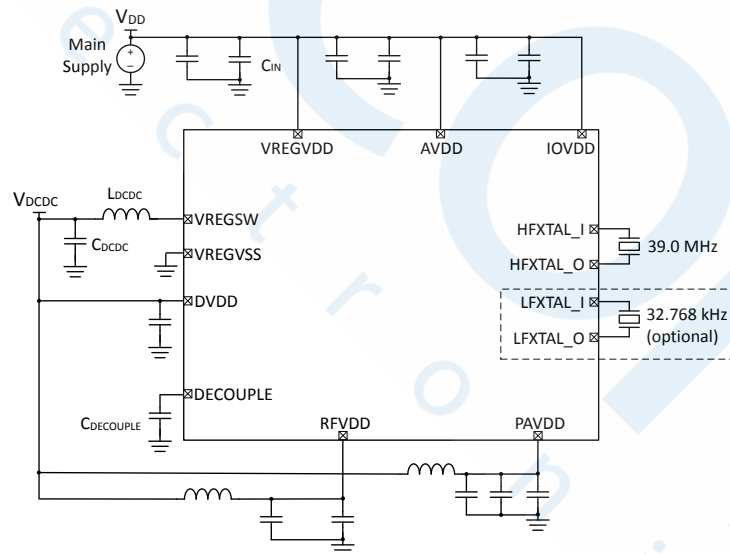 VDD
Main
Supply
+
−
CIN
VREGVDD
AVDD
IOVDD
VDCDC
LDCDC
VREGSW
CDCDC
VREGVSS
DVDD
DECOUPLE
CDECOUPLE
RFVDD
PAVDD
HFXTAL_I
39.0 MHz
HFXTAL_O
LFXTAL_I
32.768 kHz
LFXTAL_O
(optional)
e
c
t
r
o
n
i